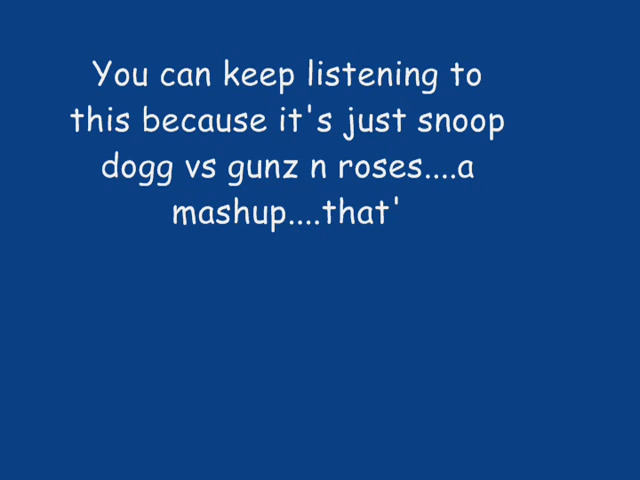 You can keep listening to
this because it's just snoop
dogg vs gunz n roses....a
mashup....that'